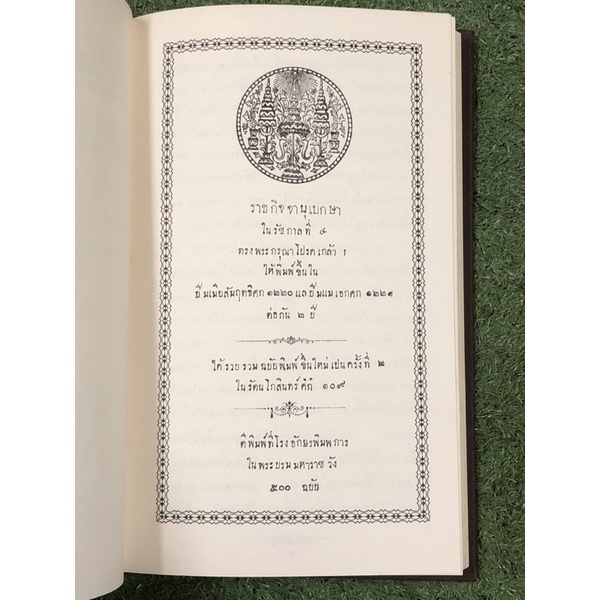 ราชกิจจานุเบกษา
ในรัชกาลที่ ๔
ทรงพระกรุณาโปรดเกล้า ฯ
ให้พิมพ์ขึ้นใน
ปีมเมียสัมฤทธิศก ๑๒๒๐ แล ปีมแมเอกศก ๑๒๒๑
ต่อกัน ๒ ปี
ได้รวบรวมฉบับพิมพ์ขึ้นใหม่เปนครั้งที่ ๒
ในรัตนโกสินทร์ศก๎ ๑๐๙
ตีพิมพ์ที่โรงอักษรพิมพการ
ในพระบรมมหาราชวัง
๕๐๐ ฉบับ